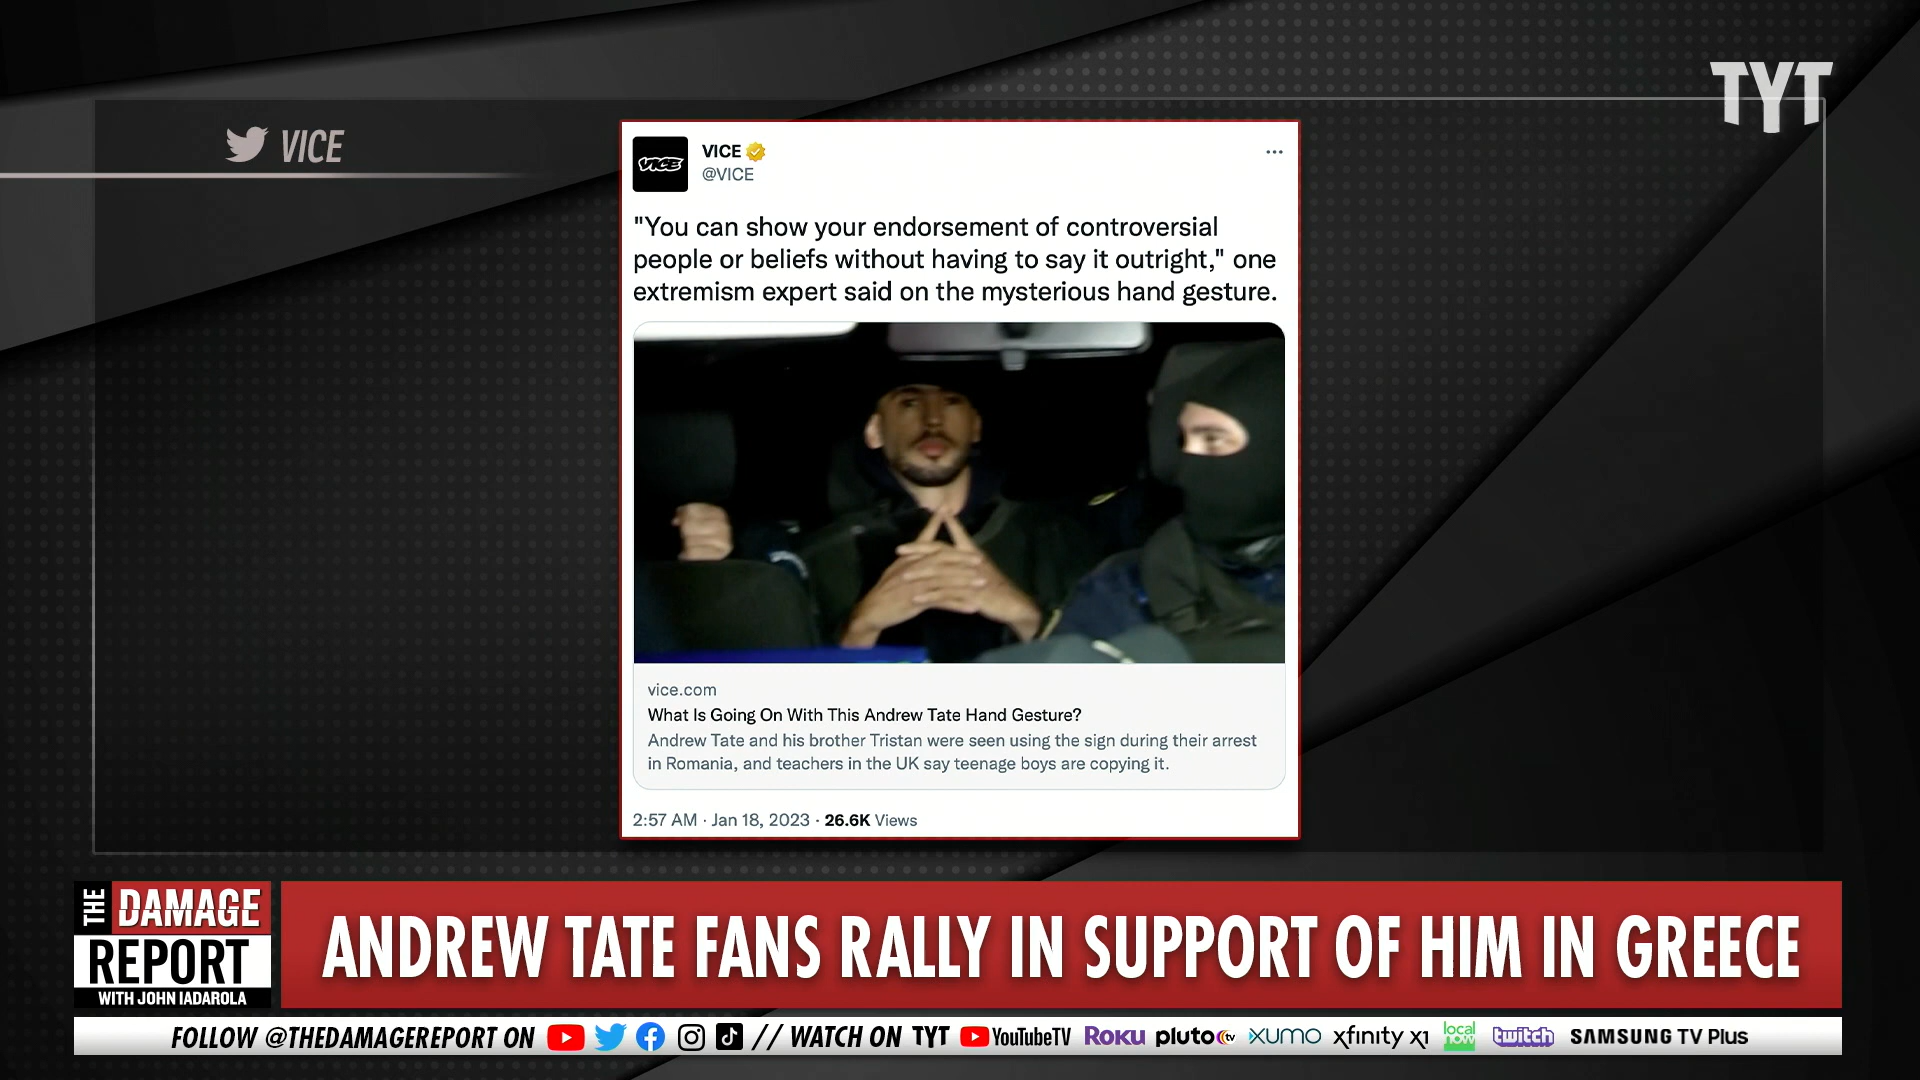 TYT
VICE
VICE
VICE
@VICE
"You can show your endorsement of controversial
people or beliefs without having to say it outright," one
extremism expert said on the mysterious hand gesture.
vice.com
What Is Going On With This Andrew Tate Hand Gesture?
Andrew Tate and his brother Tristan were seen using the sign during their arrest
in Romania, and teachers in the UK say teenage boys are copying it.
2:57 AM · Jan 18, 2023 · 26.6K Views
THE DAMAGE
REPORT
WITH JOHN IADAROLA
ANDREW TATE FANS RALLY IN SUPPORT OF HIM IN GREECE
FOLLOW @THEDAMAGEREPORT ON // WATCH ON TYT YouTubeTV ROKU pluto tv XUMO xfinity x1 local now twitch SAMSUNG TV Plus